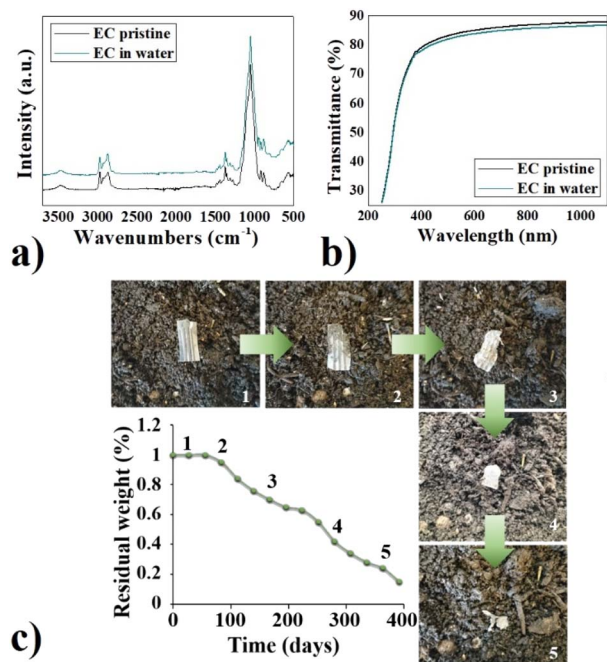 EC pristine
EC in water
Intensity (a.u.)
3500 3000 2500 2000 1500 1000 500
Wavenumbers (cm⁻¹)
a)
90
80
70
60
50
40
30
Transmittance (%)
EC pristine
EC in water
200 400 600 800 1000
Wavelength (nm)
b)
1
2
3
4
5
1.2
1
0.8
0.6
0.4
0.2
0
Residual weight (%)
1 2 3 4 5
0 100 200 300 400
Time (days)
c)